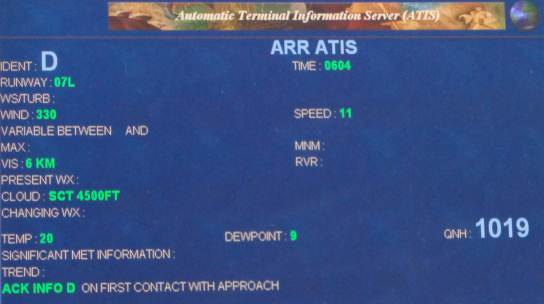 Automatic Terminal Information Server (ATIS)
ARR ATIS
IDENT : D TIME : 0604
RUNWAY : 07L
WS/TURB :
WIND : 330 SPEED : 11
VARIABLE BETWEEN AND
MAX : MNM :
VIS : 6 KM RVR :
PRESENT WX :
CLOUD : SCT 4500FT
CHANGING WX :
TEMP : 20 DEWPOINT : 9 QNH : 1019
SIGNIFICANT MET INFORMATION :
TREND :
ACK INFO D ON FIRST CONTACT WITH APPROACH